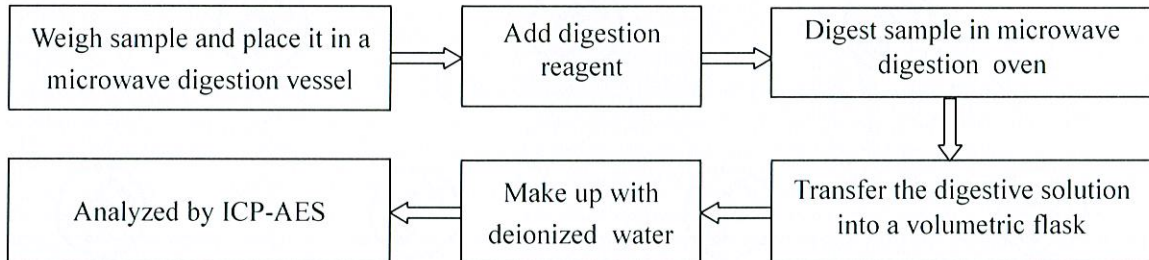 Weigh sample and place it in a
microwave digestion vessel
Add digestion
reagent
Digest sample in microwave
digestion oven
Transfer the digestive solution
into a volumetric flask
Make up with
deionized water
Analyzed by ICP-AES